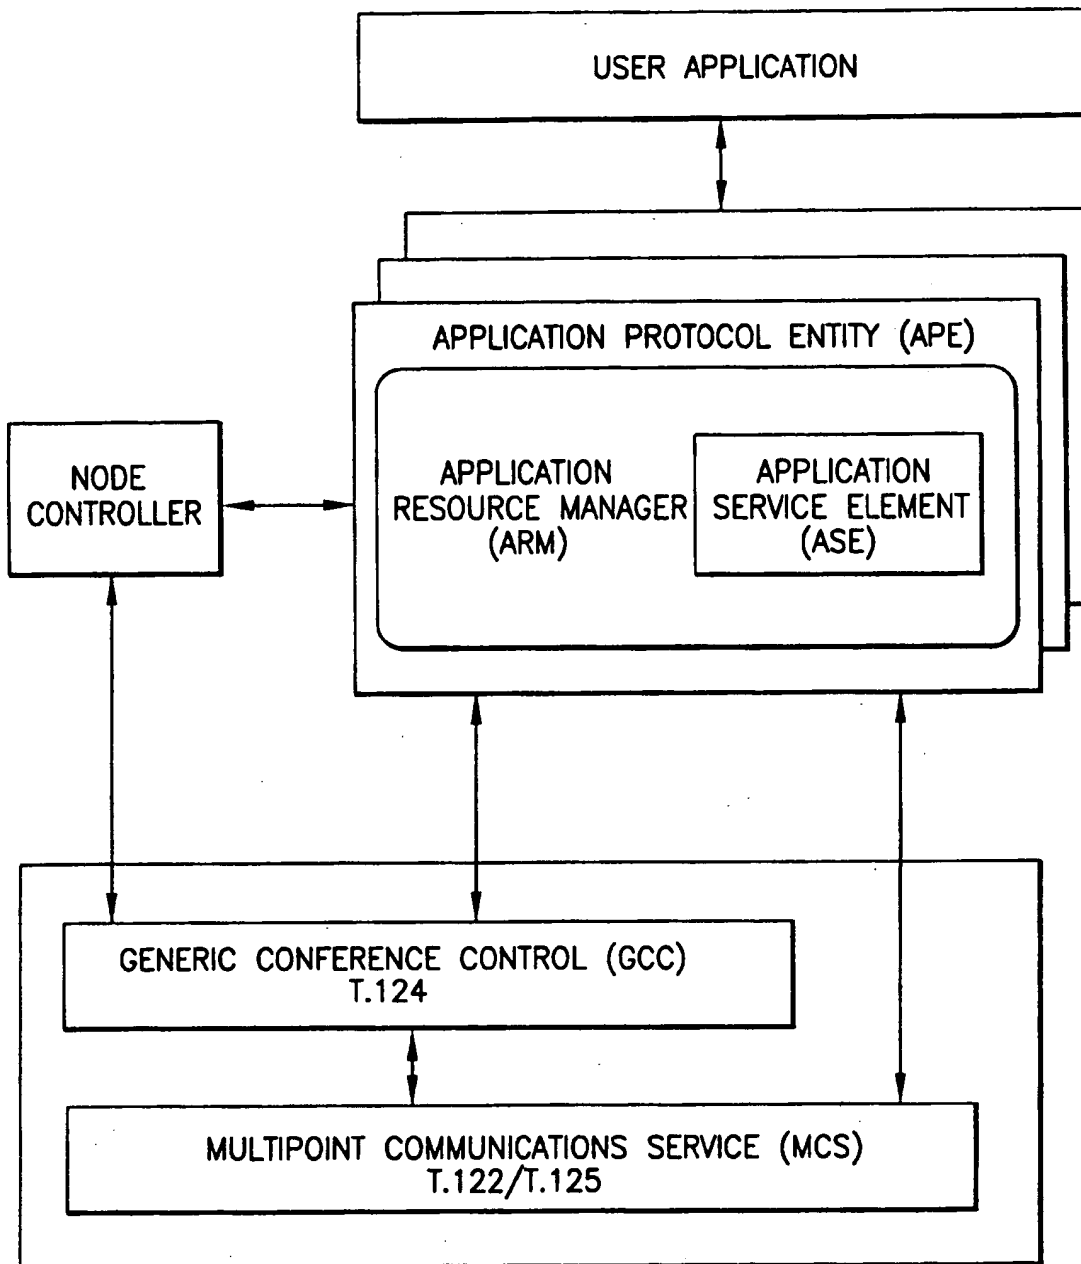 USER APPLICATION
APPLICATION PROTOCOL ENTITY (APE)
NODE
CONTROLLER
APPLICATION
RESOURCE MANAGER
(ARM)
APPLICATION
SERVICE ELEMENT
(ASE)
GENERIC CONFERENCE CONTROL (GCC)
T.124
MULTIPOINT COMMUNICATIONS SERVICE (MCS)
T.122/T.125